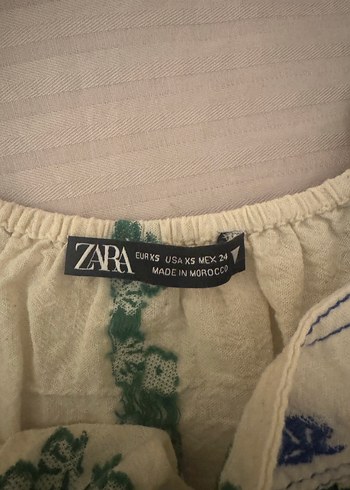 ZARA
EUR XS USA XS MEX 24
MADE IN MOROCCO